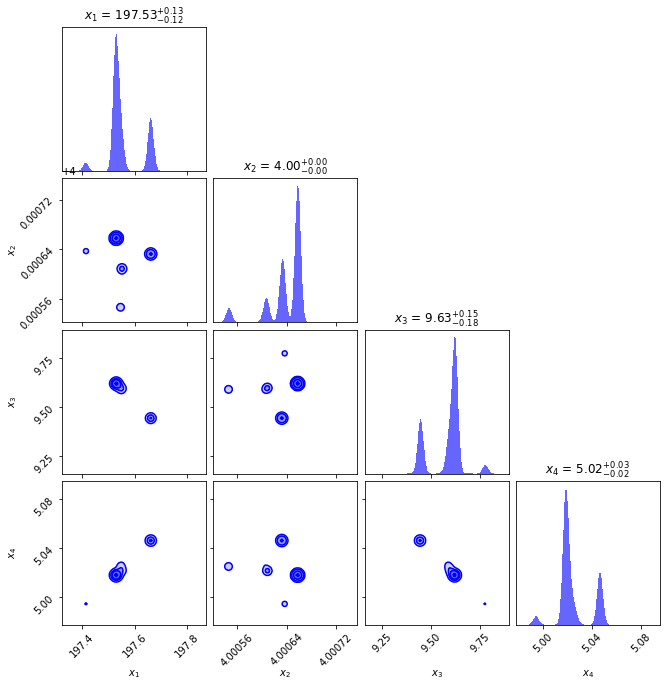 x₁ = 197.53+0.13−0.12
+4
x₂ = 4.00+0.00−0.00
0.00072
0.00064
0.00056
x₂
x₃ = 9.63+0.15−0.18
9.75
9.50
9.25
x₃
x₄ = 5.02+0.03−0.02
5.08
5.04
5.00
x₄
197.4 197.6 197.8 4.00056 4.00064 4.00072 9.25 9.50 9.75 5.00 5.04 5.08
x₁ x₂ x₃ x₄